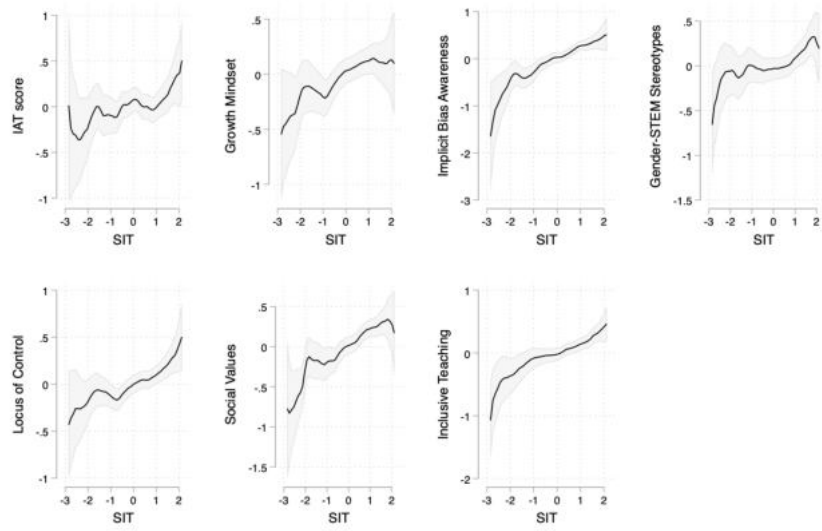 IAT score
1
.5
0
-.5
-1
-3 -2 -1 0 1 2
SIT
Growth Mindset
.5
0
-.5
-1
-3 -2 -1 0 1 2
SIT
Implicit Bias Awareness
1
0
-1
-2
-3
-3 -2 -1 0 1 2
SIT
Gender-STEM Stereotypes
.5
0
-.5
-1
-1.5
-3 -2 -1 0 1 2
SIT
Locus of Control
1
.5
0
-.5
-1
-3 -2 -1 0 1 2
SIT
Social Values
.5
0
-.5
-1
-1.5
-3 -2 -1 0 1 2
SIT
Inclusive Teaching
1
0
-1
-2
-3 -2 -1 0 1 2
SIT